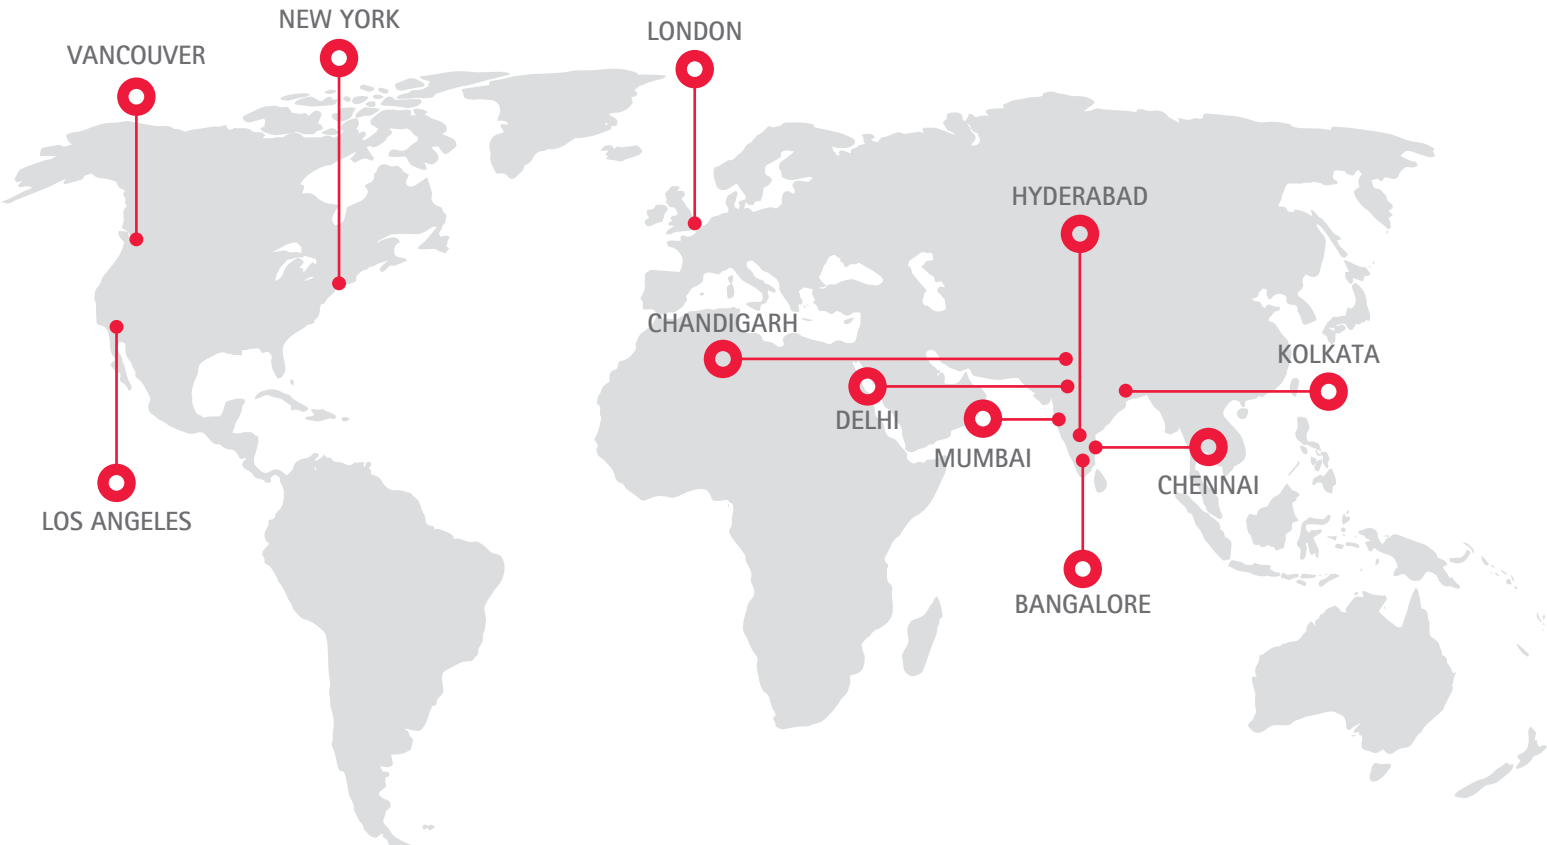 NEW YORK
LONDON
VANCOUVER
HYDERABAD
CHANDIGARH
KOLKATA
DELHI
MUMBAI
CHENNAI
LOS ANGELES
BANGALORE